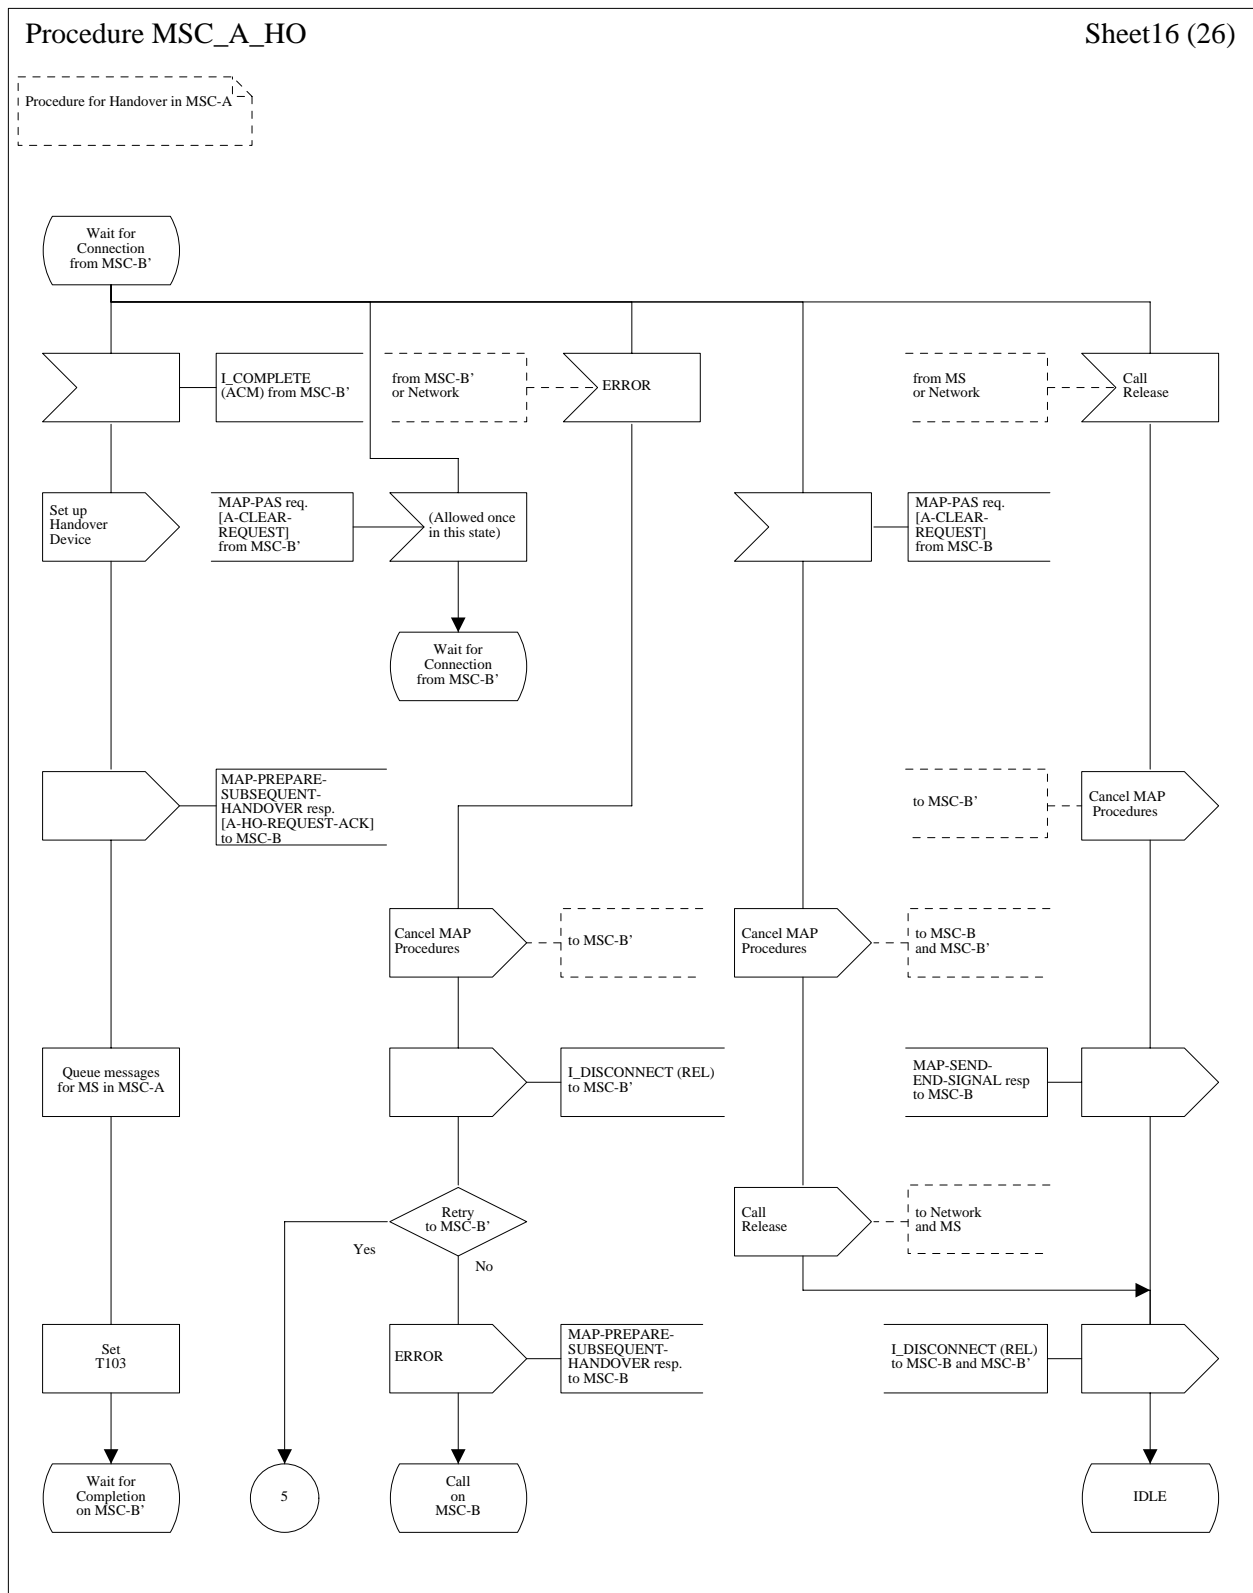 Procedure MSC_A_HO
Sheet16 (26)
Procedure for Handover in MSC-A
Wait for
Connection
from MSC-B’
I_COMPLETE
(ACM) from MSC-B’
from MSC-B’
or Network
ERROR
from MS
or Network
Call
Release
Set up
Handover
Device
MAP-PAS req.
[A-CLEAR-
REQUEST]
from MSC-B’
(Allowed once
in this state)
MAP-PAS req.
[A-CLEAR-
REQUEST]
from MSC-B
Wait for
Connection
from MSC-B’
MAP-PREPARE-
SUBSEQUENT-
HANDOVER resp.
[A-HO-REQUEST-ACK]
to MSC-B
to MSC-B’
Cancel MAP
Procedures
Cancel MAP
Procedures
to MSC-B’
Cancel MAP
Procedures
to MSC-B
and MSC-B’
Queue messages
for MS in MSC-A
I_DISCONNECT (REL)
to MSC-B’
MAP-SEND-
END-SIGNAL resp
to MSC-B
Retry
to MSC-B’
Yes
No
Call
Release
to Network
and MS
Set
T103
ERROR
MAP-PREPARE-
SUBSEQUENT-
HANDOVER resp.
to MSC-B
I_DISCONNECT (REL)
to MSC-B and MSC-B’
Wait for
Completion
on MSC-B’
5
Call
on
MSC-B
IDLE